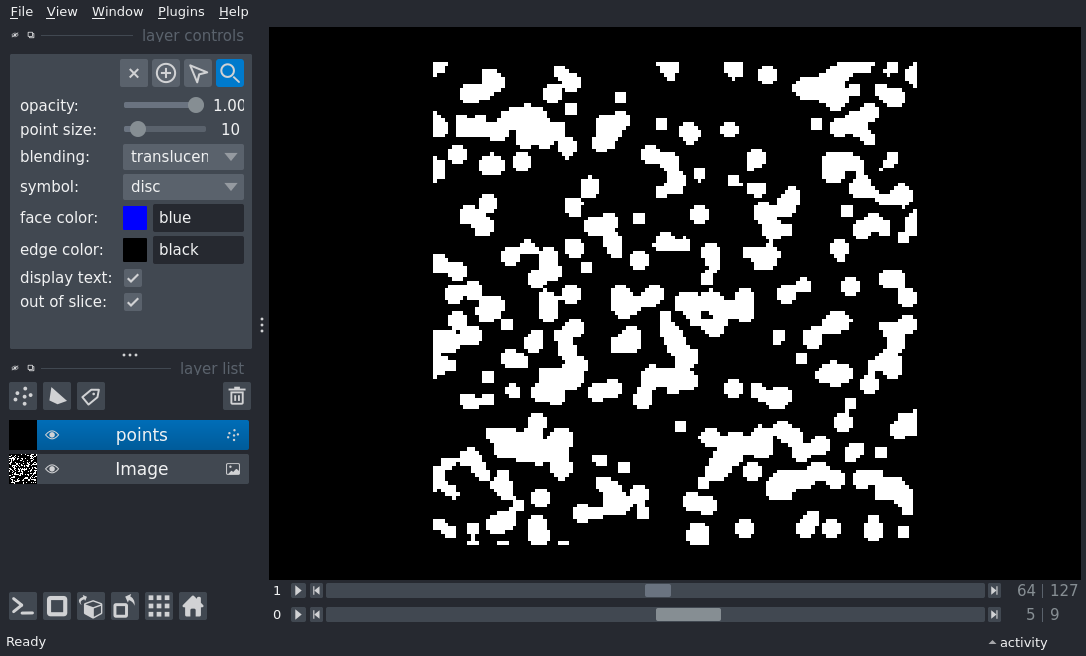 File View Window Plugins Help
layer controls
opacity: 1.00
point size: 10
blending: translucen
symbol: disc
face color: blue
edge color: black
display text:
out of slice:
layer list
points
Image
1 64 | 127
0 5 | 9
Ready activity